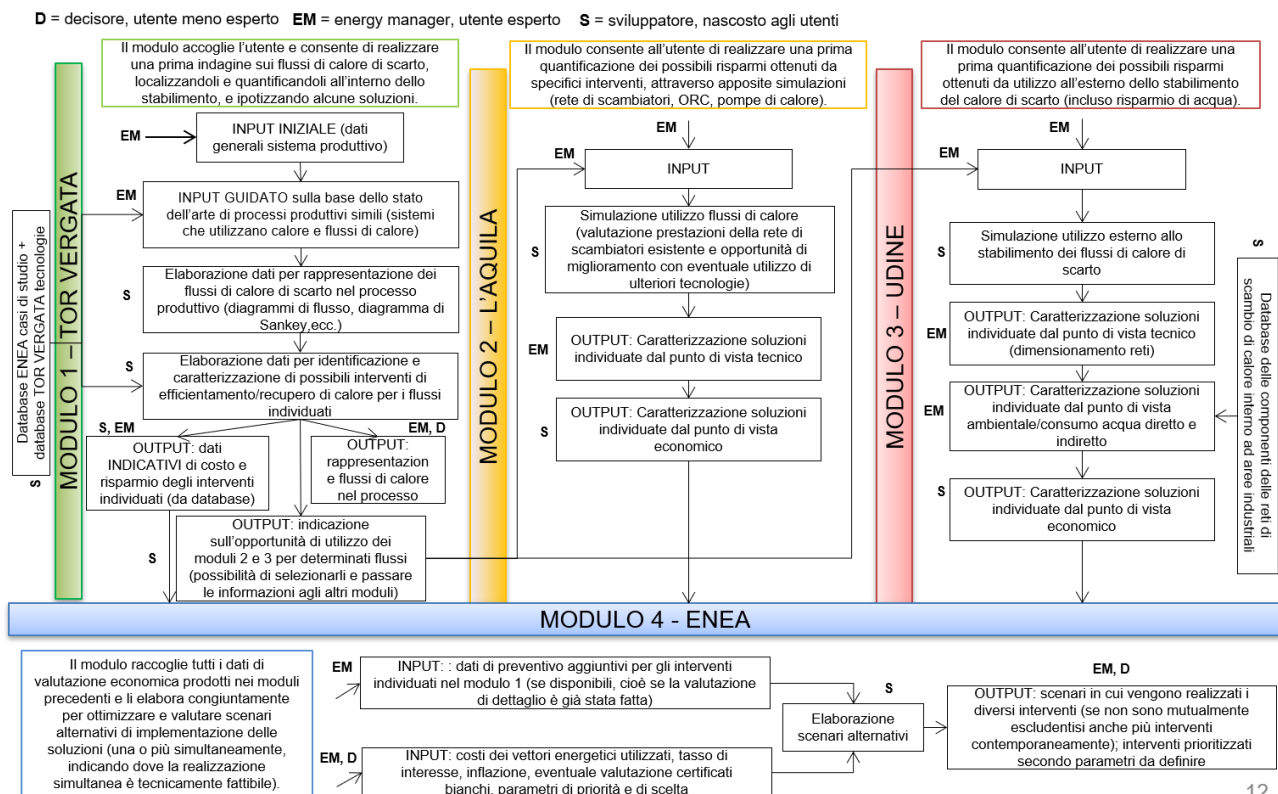 D = decisore, utente meno esperto EM = energy manager, utente esperto S = sviluppatore, nascosto agli utenti
Il modulo accoglie l'utente e consente di realizzare
una prima indagine sui flussi di calore di scarto,
localizzandoli e quantificandoli all'interno dello
stabilimento, e ipotizzando alcune soluzioni.
EM
INPUT INIZIALE (dati
generali sistema produttivo)
EM
INPUT GUIDATO sulla base dello stato
dell'arte di processi produttivi simili (sistemi
che utilizzano calore e flussi di calore)
S
Elaborazione dati per rappresentazione dei
flussi di calore di scarto nel processo
produttivo (diagrammi di flusso, diagramma di
Sankey,ecc.)
S
Elaborazione dati per identificazione e
caratterizzazione di possibili interventi di
efficientamento/recupero di calore per i flussi
individuati
S, EM
OUTPUT: dati
INDICATIVI di costo e
risparmio degli interventi
individuati (da database)
EM, D
OUTPUT:
rappresentazion
e flussi di calore
nel processo
S
OUTPUT: indicazione
sull'opportunità di utilizzo dei
moduli 2 e 3 per determinati flussi
(possibilità di selezionarli e passare
le informazioni agli altri moduli)
Database ENEA casi di studio +
database TOR VERGATA tecnologie
S
MODULO 1 – TOR VERGATA
MODULO 2 – L'AQUILA
Il modulo consente all'utente di realizzare una prima
quantificazione dei possibili risparmi ottenuti da
specifici interventi, attraverso apposite simulazioni
(rete di scambiatori, ORC, pompe di calore).
EM
EM
INPUT
S
Simulazione utilizzo flussi di calore
(valutazione prestazioni della rete di
scambiatori esistente e opportunità di
miglioramento con eventuale utilizzo di
ulteriori tecnologie)
EM
OUTPUT: Caratterizzazione soluzioni
individuate dal punto di vista tecnico
S
OUTPUT: Caratterizzazione soluzioni
individuate dal punto di vista
economico
MODULO 3 – UDINE
Il modulo consente all'utente di realizzare una
prima quantificazione dei possibili risparmi
ottenuti da utilizzo all'esterno dello stabilimento
del calore di scarto (incluso risparmio di acqua).
EM
EM
INPUT
S
Simulazione utilizzo esterno allo
stabilimento dei flussi di calore di
scarto
EM
OUTPUT: Caratterizzazione soluzioni
individuate dal punto di vista tecnico
(dimensionamento reti)
EM
OUTPUT: Caratterizzazione soluzioni
individuate dal punto di vista
ambientale/consumo acqua diretto e
indiretto
S
OUTPUT: Caratterizzazione soluzioni
individuate dal punto di vista
economico
S
Database delle componenti delle reti di
scambio di calore interno ad aree industriali
MODULO 4 - ENEA
Il modulo raccoglie tutti i dati di
valutazione economica prodotti nei moduli
precedenti e li elabora congiuntamente
per ottimizzare e valutare scenari
alternativi di implementazione delle
soluzioni (una o più simultaneamente,
indicando dove la realizzazione
simultanea è tecnicamente fattibile).
EM
INPUT: : dati di preventivo aggiuntivi per gli interventi
individuati nel modulo 1 (se disponibili, cioè se la valutazione
di dettaglio è già stata fatta)
EM, D
INPUT: costi dei vettori energetici utilizzati, tasso di
interesse, inflazione, eventuale valutazione certificati
bianchi, parametri di priorità e di scelta
S
Elaborazione
scenari alternativi
EM, D
OUTPUT: scenari in cui vengono realizzati i
diversi interventi (se non sono mutualmente
escludentisi anche più interventi
contemporaneamente); interventi prioritizzati
secondo parametri da definire
12